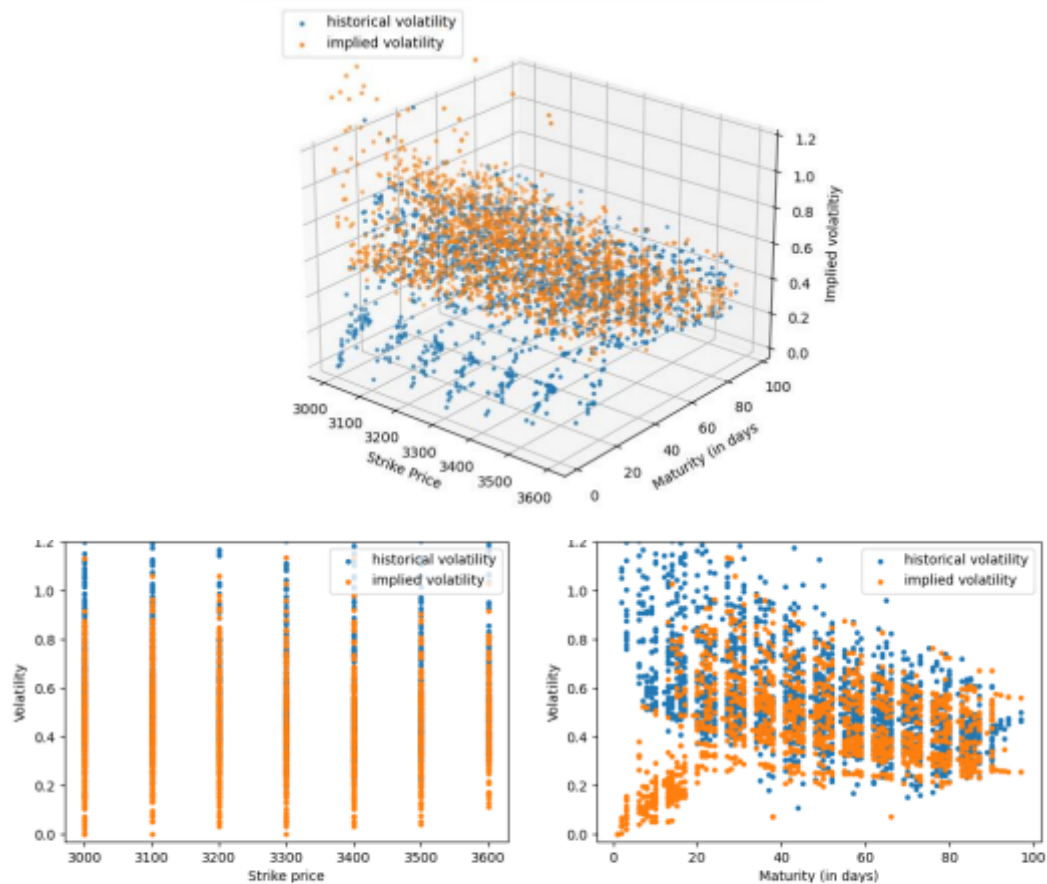 historical volatility
implied volatility
1.2
1.0
0.8
0.6
0.4
0.2
0.0
Implied volatiltiy
3000
3100
3200
3300
3400
3500
3600
Strike Price
0
20
40
60
80
100
Maturity (in days
1.2
1.0
0.8
0.6
0.4
0.2
0.0
Volatility
historical volatility
implied volatility
3000 3100 3200 3300 3400 3500 3600
Strike price
1.2
1.0
0.8
0.6
0.4
0.2
0.0
Volatility
historical volatility
implied volatility
0 20 40 60 80 100
Maturity (in days)